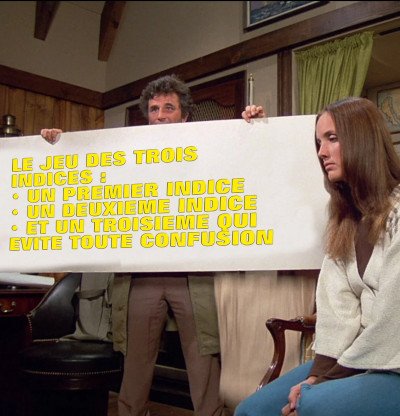 LE JEU DES TROIS
INDICES :
• UN PREMIER INDICE
• UN DEUXIEME INDICE
• ET UN TROISIEME QUI
EVITE TOUTE CONFUSION